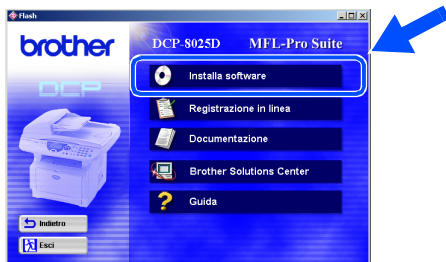 Flash
brother
DCP-8025D MFL-Pro Suite
DCP
Installa software
Registrazione in linea
Documentazione
Brother Solutions Center
? Guida
Indietro
Esci